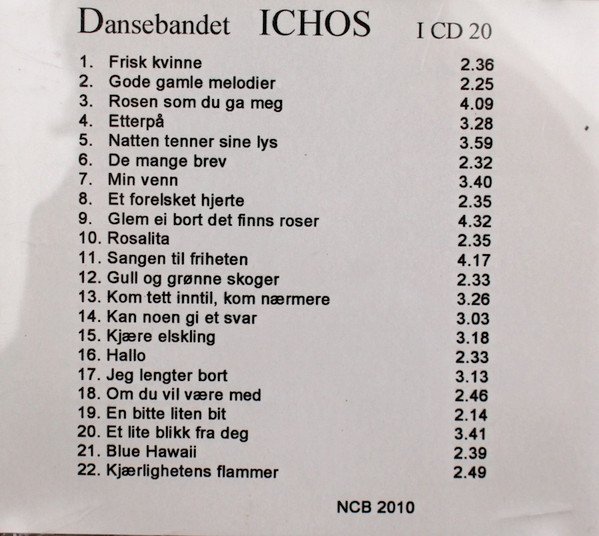 Dansebandet ICHOS I CD 20
1. Frisk kvinne 2.36
2. Gode gamle melodier 2.25
3. Rosen som du ga meg 4.09
4. Etterpå 3.28
5. Natten tenner sine lys 3.59
6. De mange brev 2.32
7. Min venn 3.40
8. Et forelsket hjerte 2.35
9. Glem ei bort det finns roser 4.32
10. Rosalita 2.35
11. Sangen til friheten 4.17
12. Gull og grønne skoger 2.33
13. Kom tett inntil, kom nærmere 3.26
14. Kan noen gi et svar 3.03
15. Kjære elskling 3.18
16. Hallo 2.33
17. Jeg lengter bort 3.13
18. Om du vil være med 2.46
19. En bitte liten bit 2.14
20. Et lite blikk fra deg 3.41
21. Blue Hawaii 2.39
22. Kjærlighetens flammer 2.49
NCB 2010